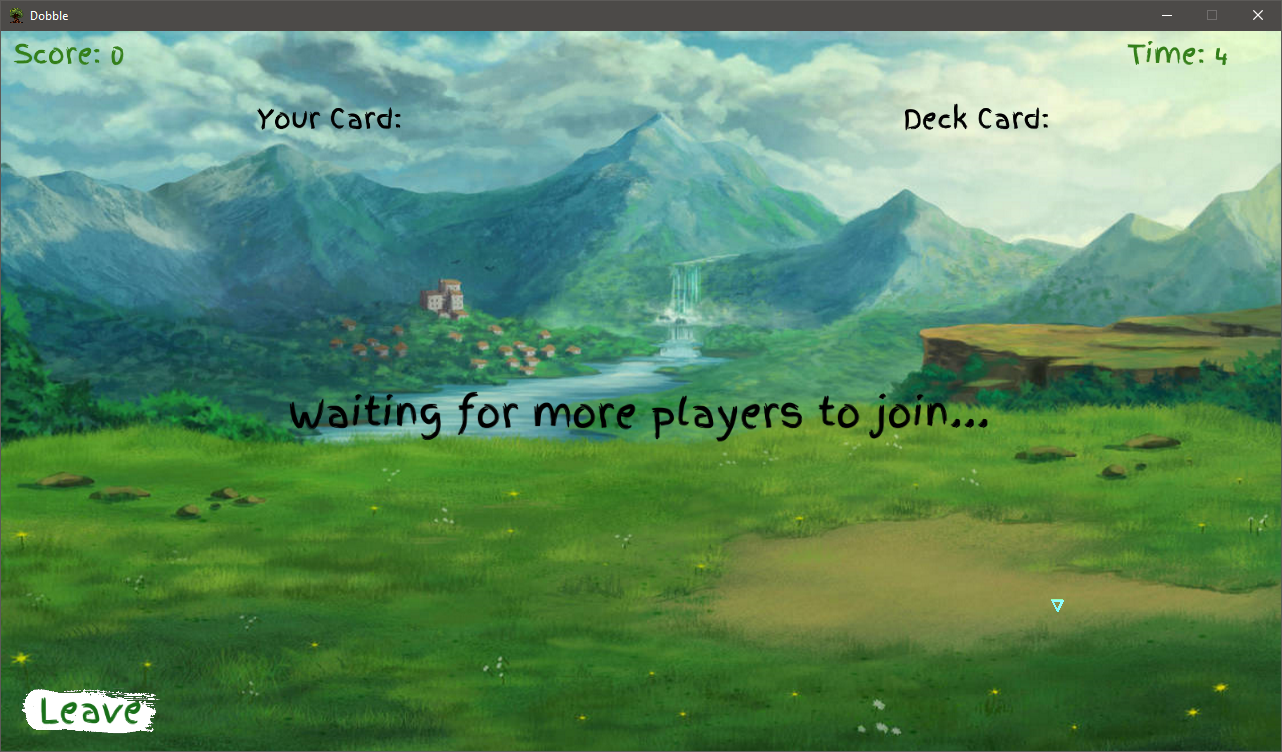 Dobble
Score: 0
Time: 4
Your Card:
Deck Card:
Waiting for more players to join...
Leave